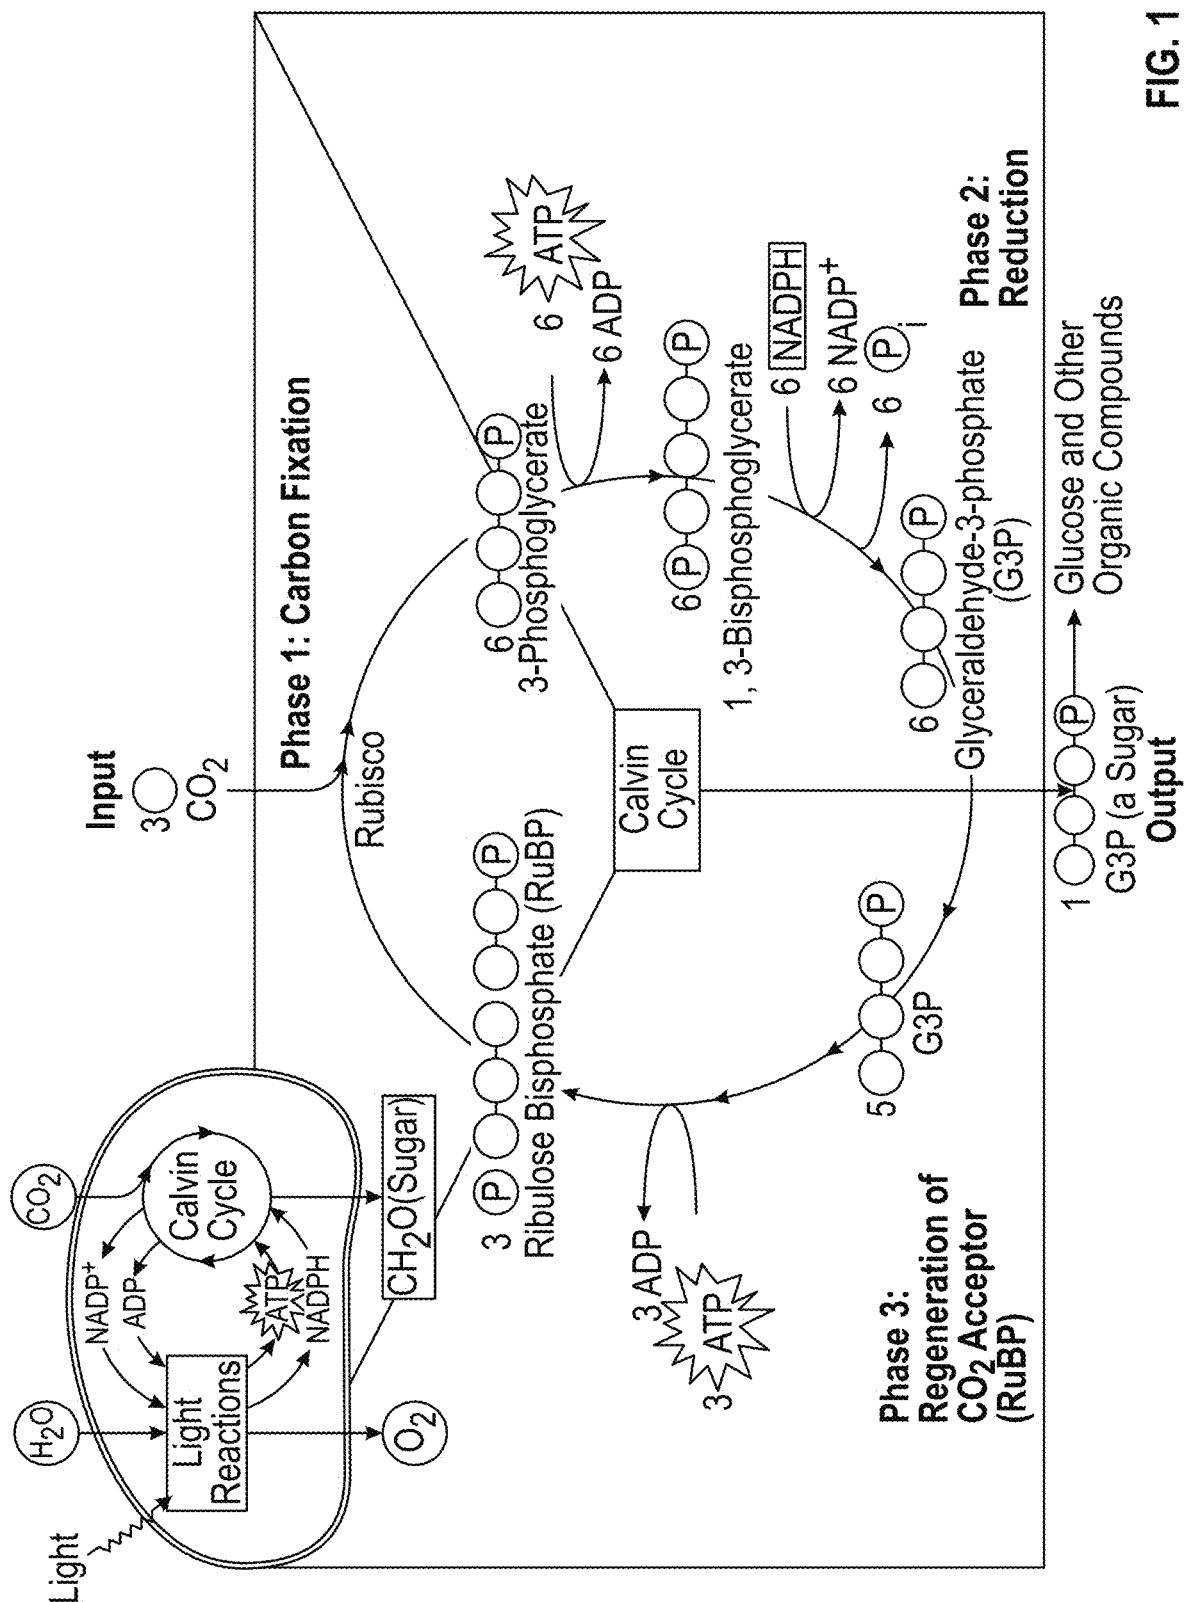 Light
H2O
CO2
NADP+
ADP
Light
Reactions
Calvin
Cycle
ATP
NADPH
O2
CH2O(Sugar)
Input
3
CO2
Phase 1: Carbon Fixation
Rubisco
3 P P
Ribulose Bisphosphate (RuBP)
6 P
3-Phosphoglycerate
6 ATP
6 ADP
Calvin
Cycle
6 P P
1, 3-Bisphosphoglycerate
6 NADPH
6 NADP+
6 P i
3 ADP
3 ATP
6 P
Glyceraldehyde-3-phosphate
(G3P)
Phase 2:
Reduction
5 P
G3P
Phase 3:
Regeneration of
CO2 Acceptor
(RuBP)
1 P
G3P (a Sugar)
Output
Glucose and Other
Organic Compounds
FIG. 1